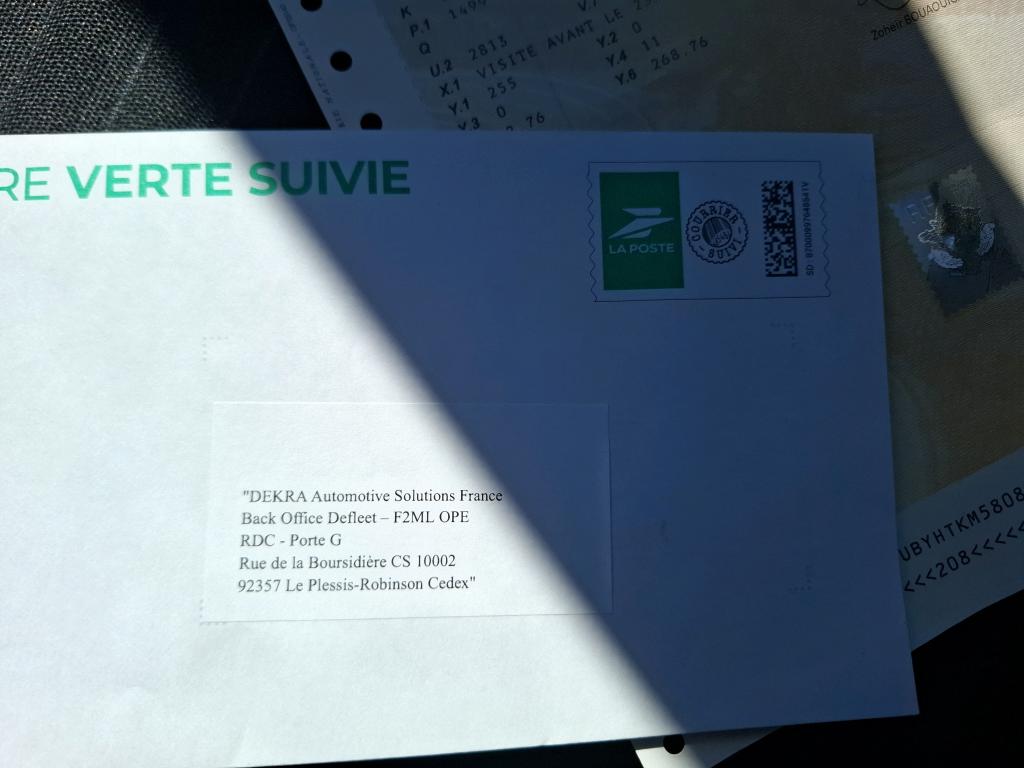 K
P.1 1499
Q
U.2 2813
X.1 VISITE AVANT LE
Y.1 255
Y.2 0
Y.3 0
Y.4 11
Y.6 268.76
76
RE VERTE SUIVIE
LA POSTE
COURRIER
SUIVI
"DEKRA Automotive Solutions France
Back Office Defleet – F2ML OPE
RDC - Porte G
Rue de la Boursidière CS 10002
92357 Le Plessis-Robinson Cedex"
UBYHTKM5808
<<<208<<<<<